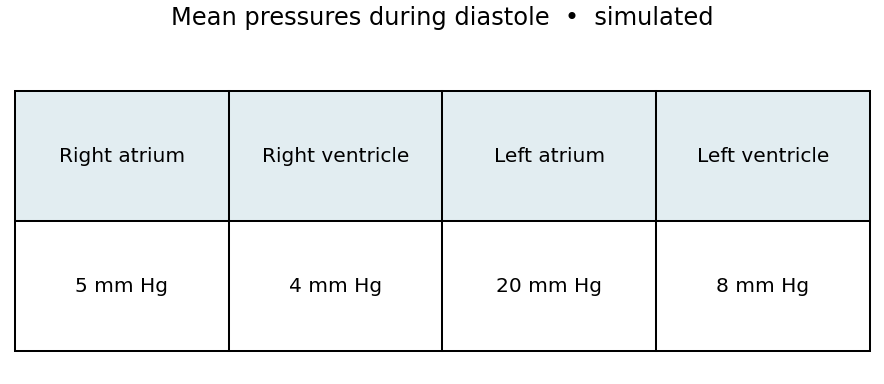 Mean pressures during diastole • simulated
Right atrium Right ventricle Left atrium Left ventricle
5 mm Hg 4 mm Hg 20 mm Hg 8 mm Hg